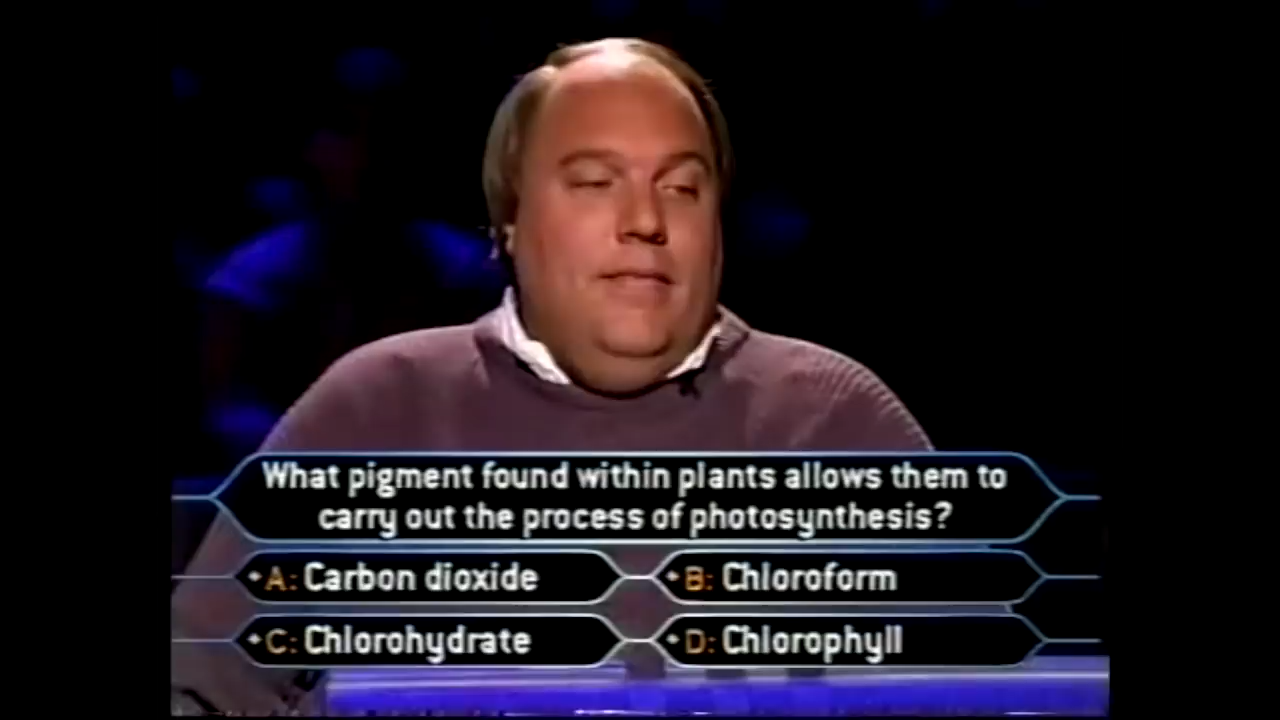 What pigment found within plants allows them to
carry out the process of photosynthesis?
A: Carbon dioxide
B: Chloroform
C: Chlorohydrate
D: Chlorophyll